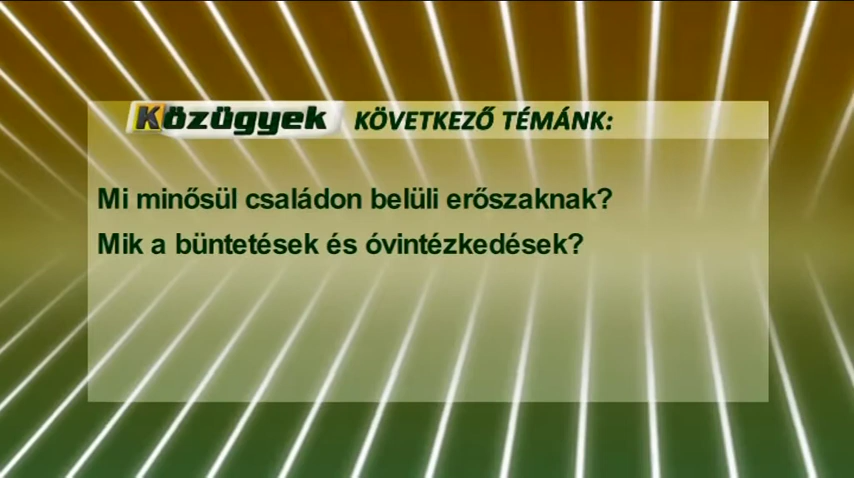 Közügyek KÖVETKEZŐ TÉMÁNK:
Mi minősül családon belüli erőszaknak?
Mik a büntetések és óvintézkedések?